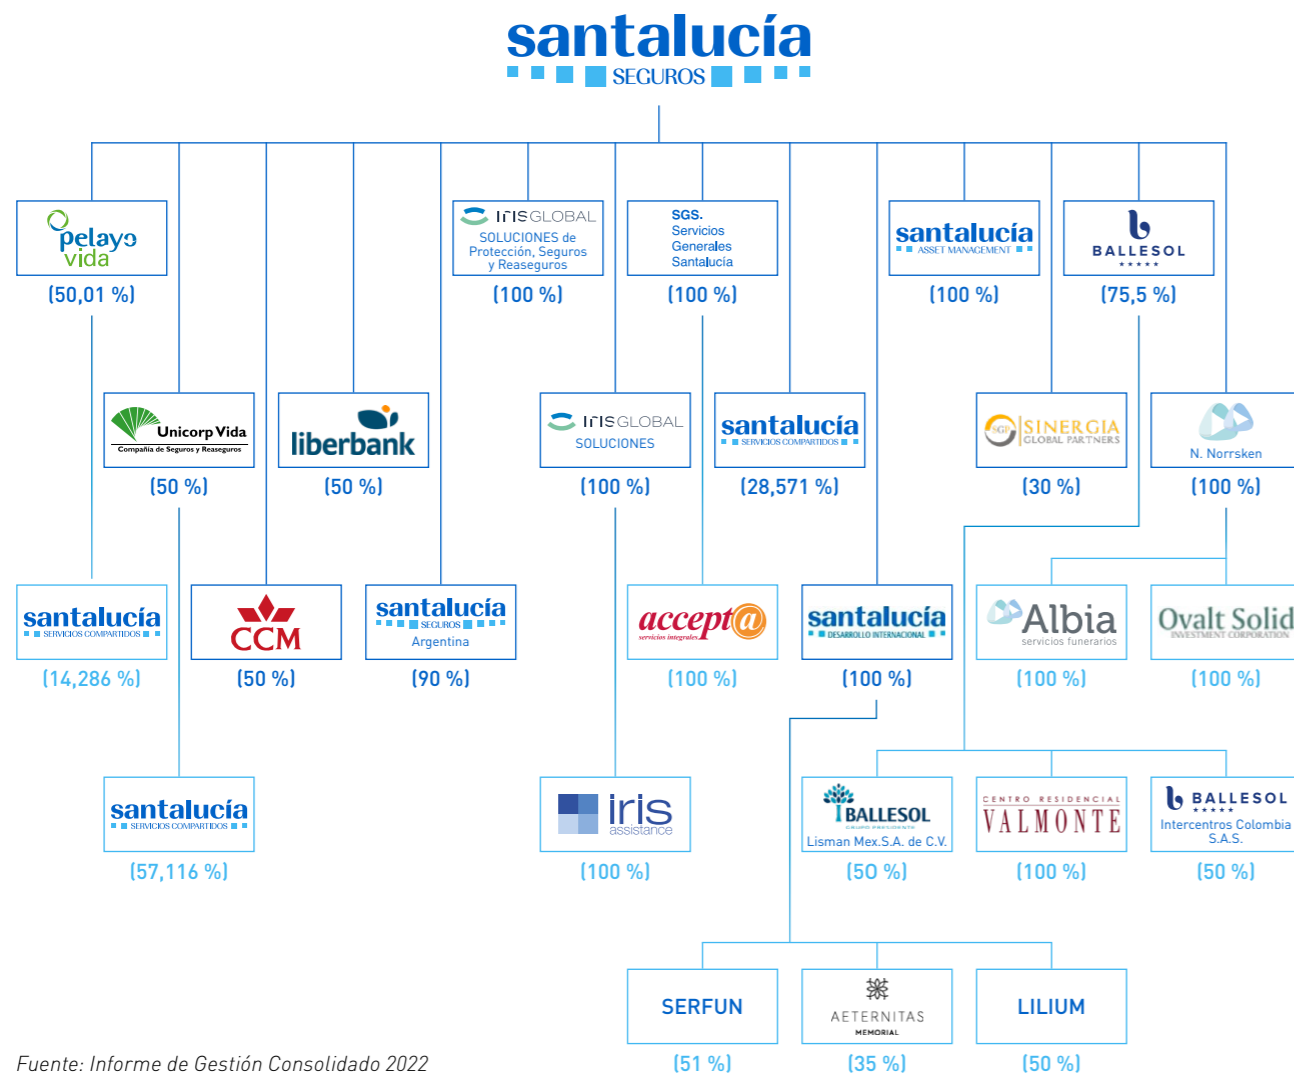 santalucía
SEGUROS
pelayo
vida
(50,01 %)
IrISGLOBAL
SOLUCIONES de
Protección, Seguros
y Reaseguros
(100 %)
SGS.
Servicios
Generales
Santalucía
(100 %)
santalucía
ASSET MANAGEMENT
(100 %)
BALLESOL
(75,5 %)
Unicorp Vida
Compañía de Seguros y Reaseguros
(50 %)
liberbank
(50 %)
IrISGLOBAL
SOLUCIONES
(100 %)
santalucía
SERVICIOS COMPARTIDOS
(28,571 %)
SGP SINERGIA
GLOBAL PARTNERS
(30 %)
N. Norrsken
(100 %)
santalucía
SERVICIOS COMPARTIDOS
(14,286 %)
CCM
(50 %)
santalucía
SEGUROS
Argentina
(90 %)
accept@
servicios integrales
(100 %)
santalucía
DESARROLLO INTERNACIONAL
(100 %)
Albia
servicios funerarios
(100 %)
Ovalt Solid
INVESTMENT CORPORATION
(100 %)
santalucía
SERVICIOS COMPARTIDOS
(57,116 %)
iris
assistance
(100 %)
BALLESOL
GRUPO PRESIDENTE
Lisman Mex.S.A. de C.V.
(50 %)
CENTRO RESIDENCIAL
VALMONTE
(100 %)
BALLESOL
Intercentros Colombia
S.A.S.
(50 %)
SERFUN
(51 %)
AETERNITAS
MEMORIAL
(35 %)
LILIUM
(50 %)
Fuente: Informe de Gestión Consolidado 2022